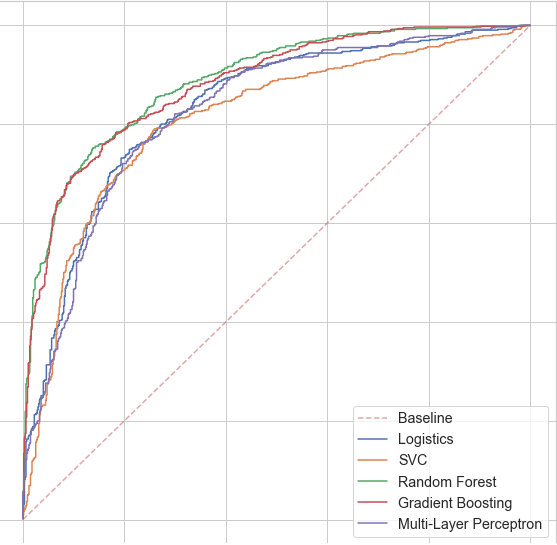 Baseline
Logistics
SVC
Random Forest
Gradient Boosting
Multi-Layer Perceptron